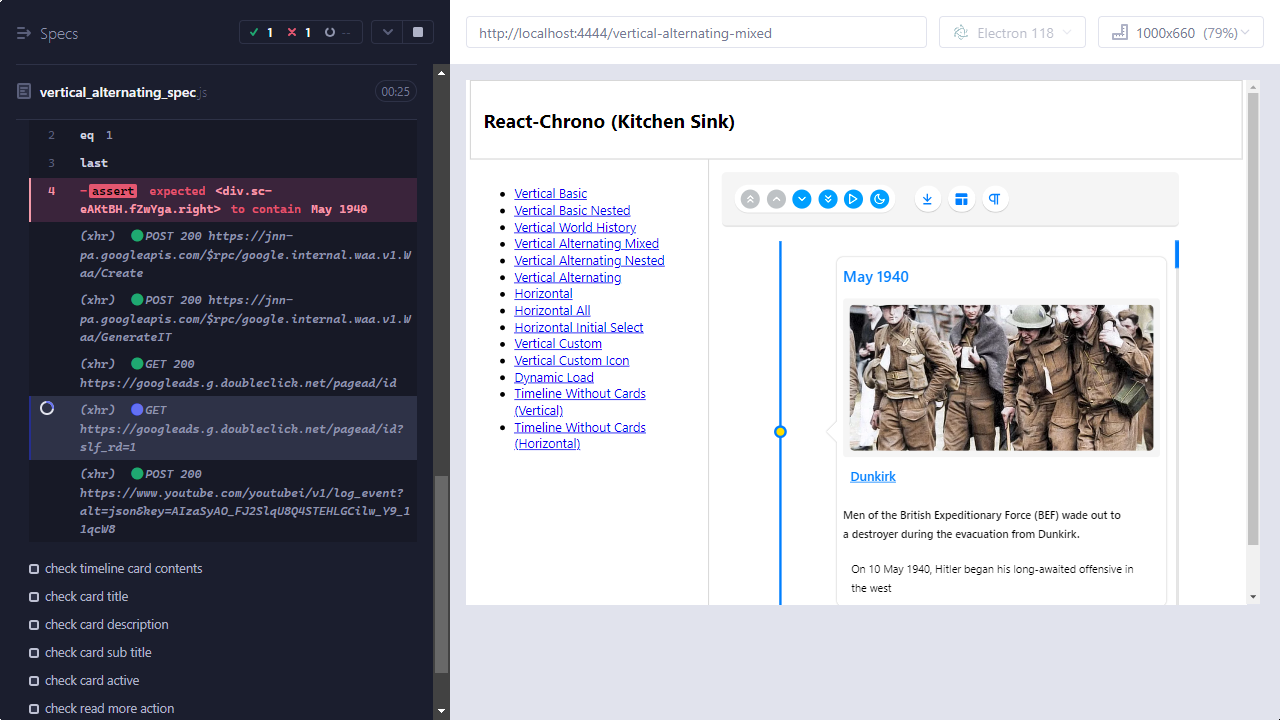 Specs
1
1
--
vertical_alternating_spec.js
00:25
2 eq 1
3 last
4 -assert expected <div.sc-
eAKtBH.fZwYga.right> to contain May 1940
(xhr) POST 200 https://jnn-
pa.googleapis.com/$rpc/google.internal.waa.v1.W
aa/Create
(xhr) POST 200 https://jnn-
pa.googleapis.com/$rpc/google.internal.waa.v1.W
aa/GenerateIT
(xhr) GET 200
https://googleads.g.doubleclick.net/pagead/id
(xhr) GET
https://googleads.g.doubleclick.net/pagead/id?
slf_rd=1
(xhr) POST 200
https://www.youtube.com/youtubei/v1/log_event?
alt=json&key=AIzaSyAO_FJ2SlqU8Q4STEHLGCilw_Y9_1
1qcW8
check timeline card contents
check card title
check card description
check card sub title
check card active
check read more action
http://localhost:4444/vertical-alternating-mixed
Electron 118
1000x660 (79%)
React-Chrono (Kitchen Sink)
Vertical Basic
Vertical Basic Nested
Vertical World History
Vertical Alternating Mixed
Vertical Alternating Nested
Vertical Alternating
Horizontal
Horizontal All
Horizontal Initial Select
Vertical Custom
Vertical Custom Icon
Dynamic Load
Timeline Without Cards
(Vertical)
Timeline Without Cards
(Horizontal)
May 1940
Dunkirk
Men of the British Expeditionary Force (BEF) wade out to
a destroyer during the evacuation from Dunkirk.
On 10 May 1940, Hitler began his long-awaited offensive in
the west